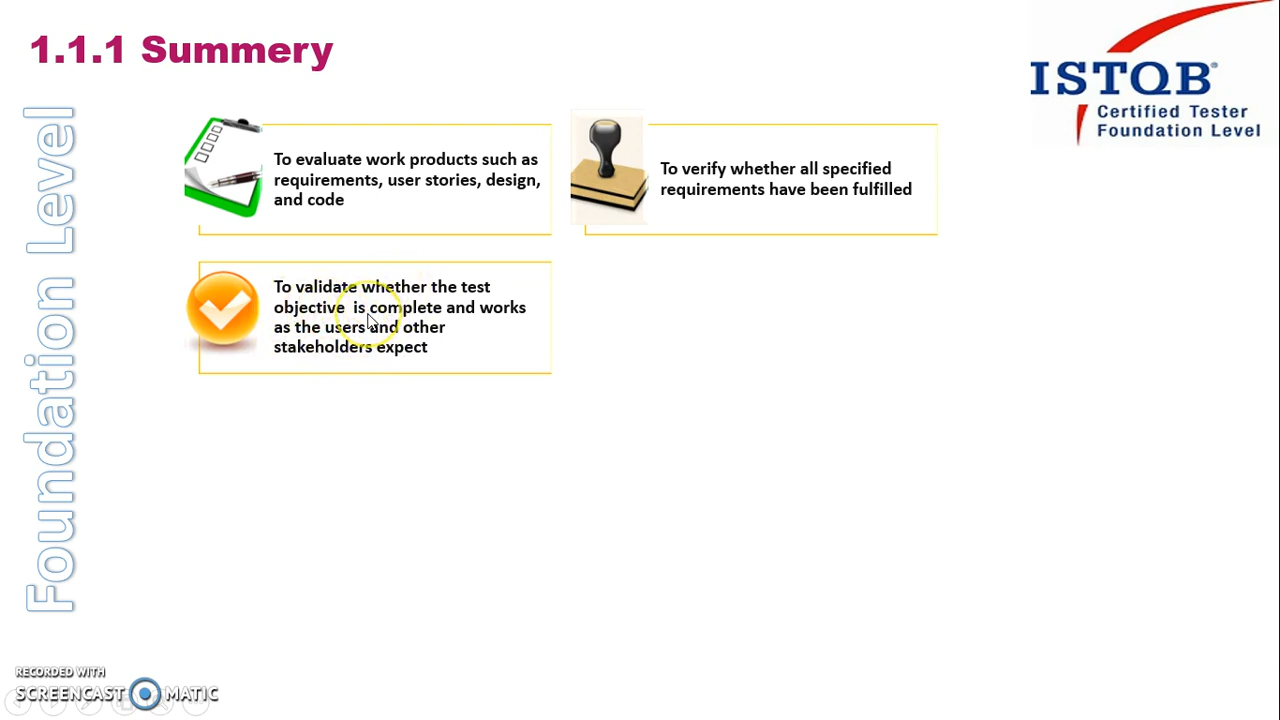 1.1.1 Summery
ISTQB®
Certified Tester
Foundation Level
Foundation Level
To evaluate work products such as
requirements, user stories, design,
and code
To verify whether all specified
requirements have been fulfilled
To validate whether the test
objective is complete and works
as the users and other
stakeholders expect
RECORDED WITH
SCREENCAST MATIC